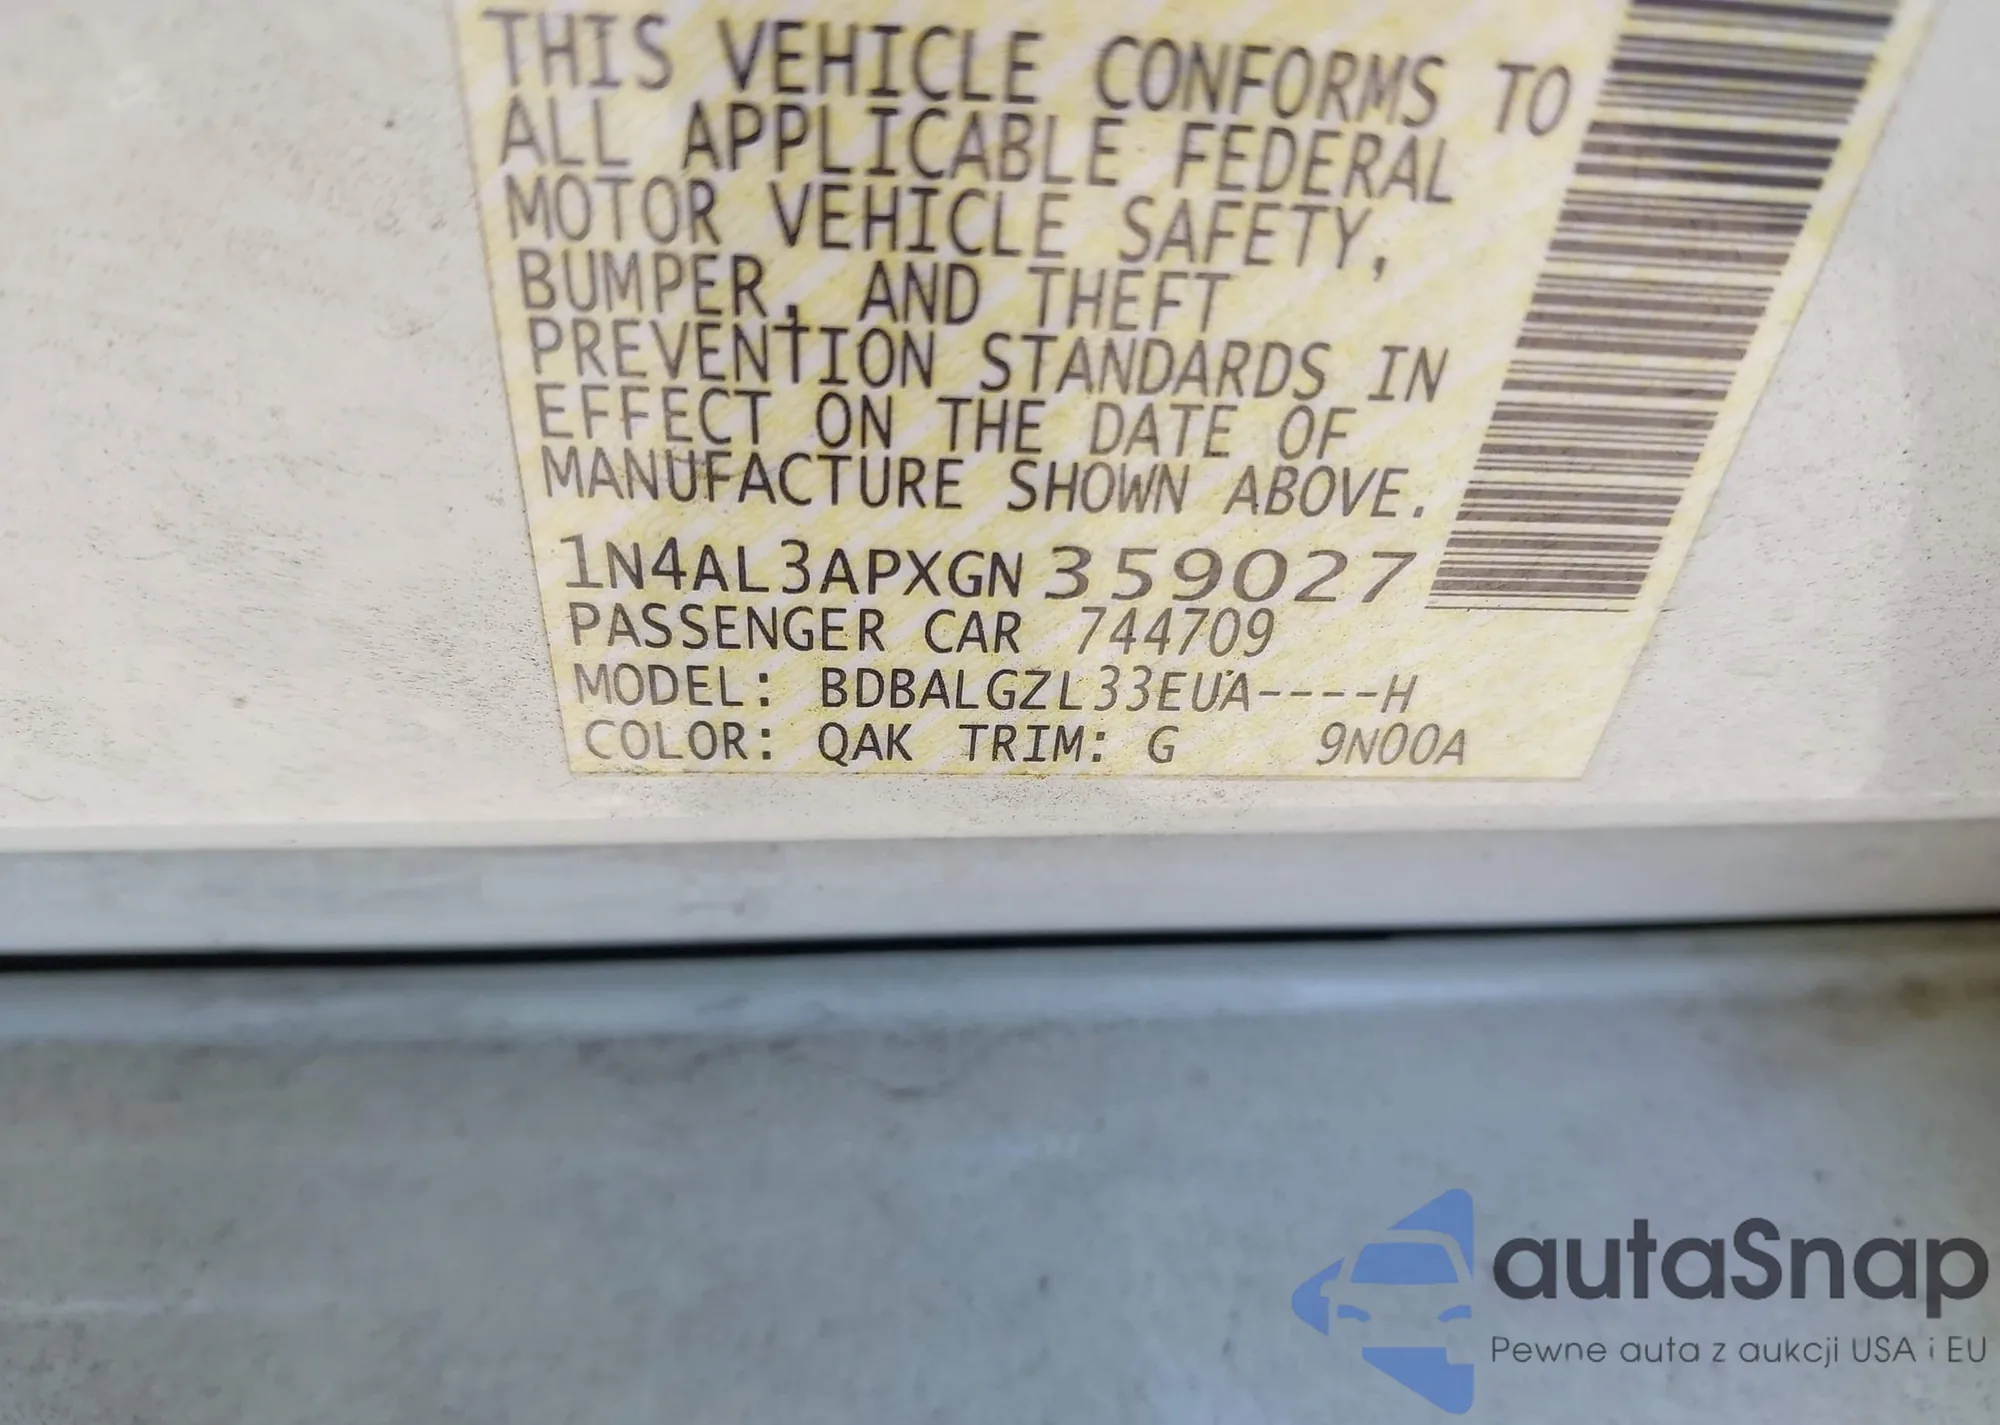 THIS VEHICLE CONFORMS TO
ALL APPLICABLE FEDERAL
MOTOR VEHICLE SAFETY,
BUMPER, AND THEFT
PREVENTION STANDARDS IN
EFFECT ON THE DATE OF
MANUFACTURE SHOWN ABOVE.
1N4AL3APXGN359027
PASSENGER CAR 744709
MODEL: BDBALGZL33EUA----H
COLOR: QAK TRIM: G 9N00A
autaSnap
Pewne auta z aukcji USA i EU